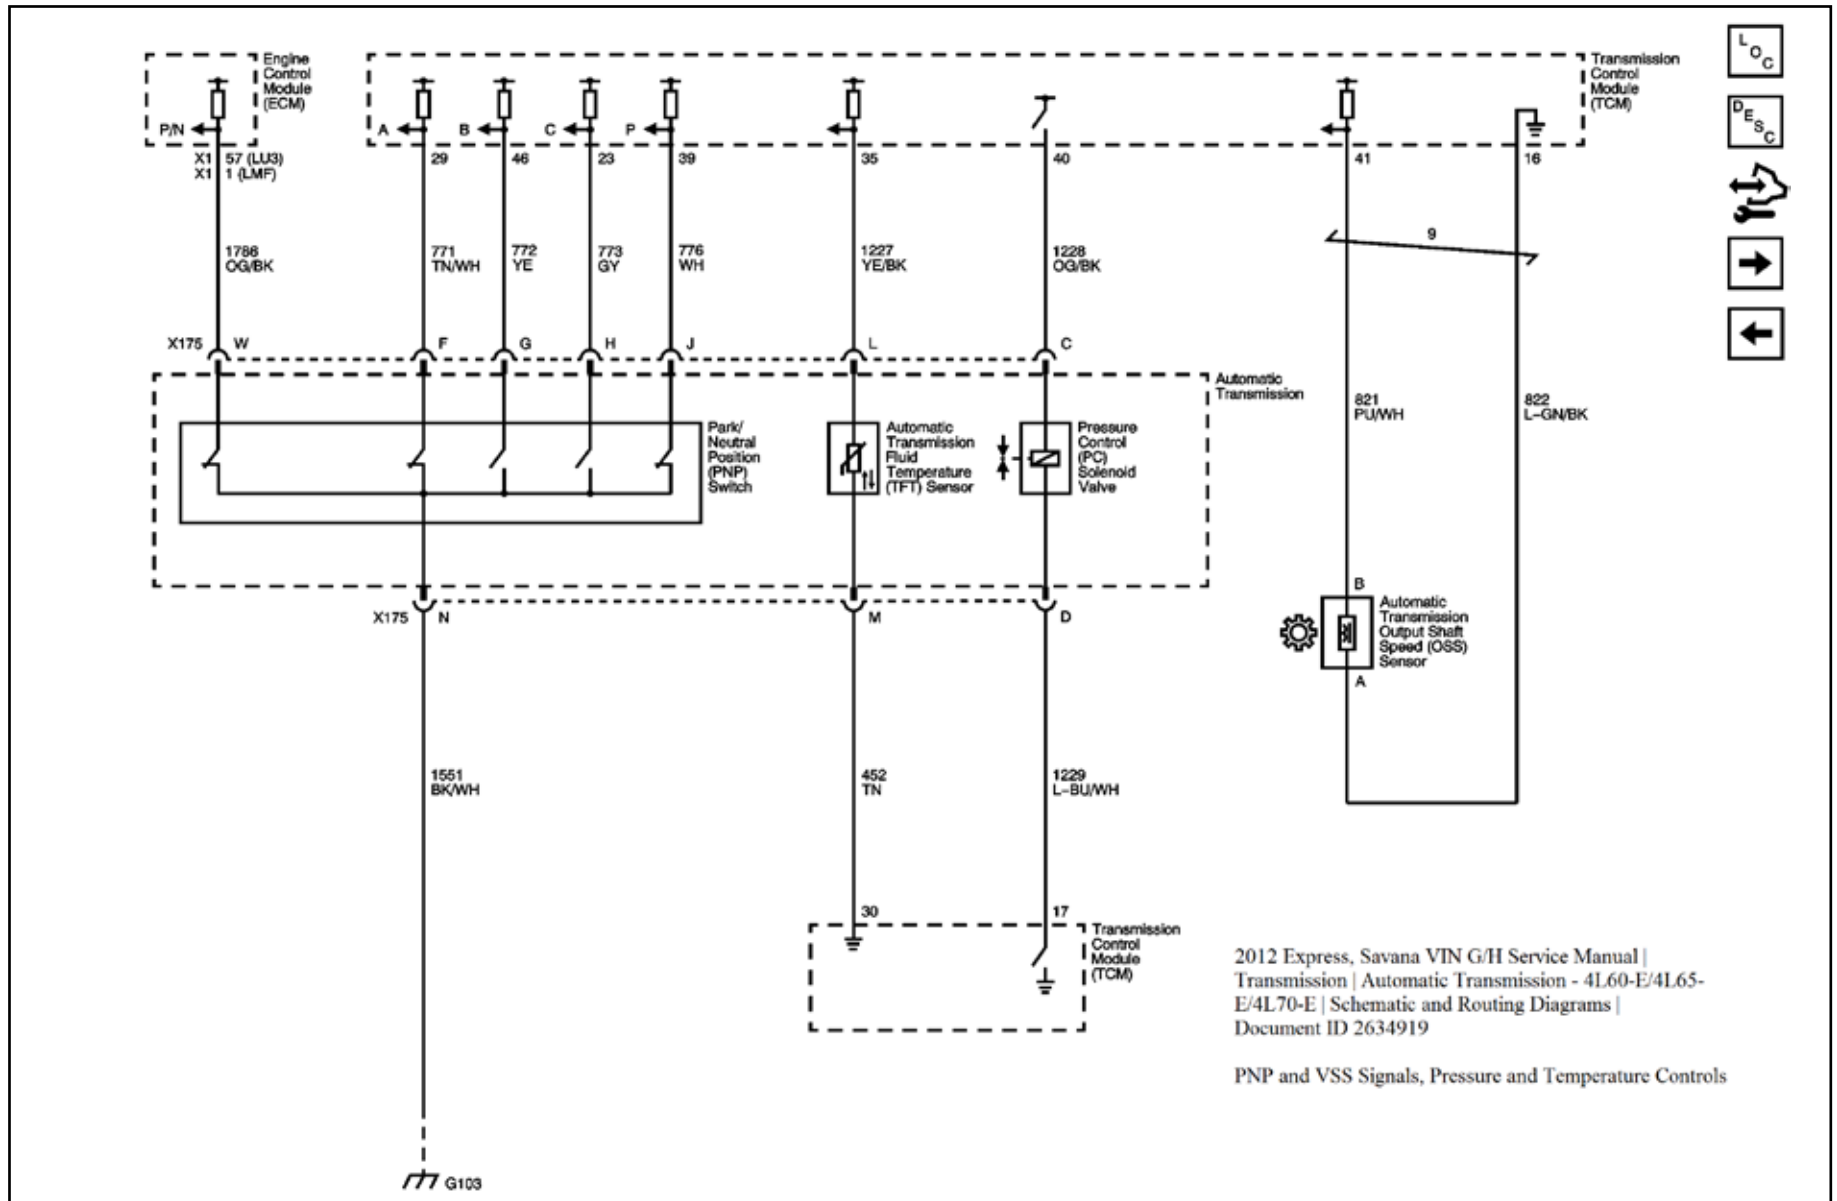 Engine
Control
Module
(ECM)
P/N
X1 57 (LU3)
X1 1 (LMF)
A
B
C
P
29
46
23
39
35
40
41
16
Transmission
Control
Module
(TCM)
L
O
C
D
E
S
C
1786
OG/BK
771
TN/WH
772
YE
773
GY
776
WH
1227
YE/BK
1228
OG/BK
9
X175
W
F
G
H
J
L
C
Automatic
Transmission
821
PU/WH
822
L-GN/BK
Park/
Neutral
Position
(PNP)
Switch
Automatic
Transmission
Fluid
Temperature
(TFT) Sensor
Pressure
Control
(PC)
Solenoid
Valve
X175
N
M
D
B
Automatic
Transmission
Output Shaft
Speed (OSS)
Sensor
A
1551
BK/WH
452
TN
1229
L-BU/WH
30
17
Transmission
Control
Module
(TCM)
2012 Express, Savana VIN G/H Service Manual |
Transmission | Automatic Transmission - 4L60-E/4L65-
E/4L70-E | Schematic and Routing Diagrams |
Document ID 2634919
PNP and VSS Signals, Pressure and Temperature Controls
G103